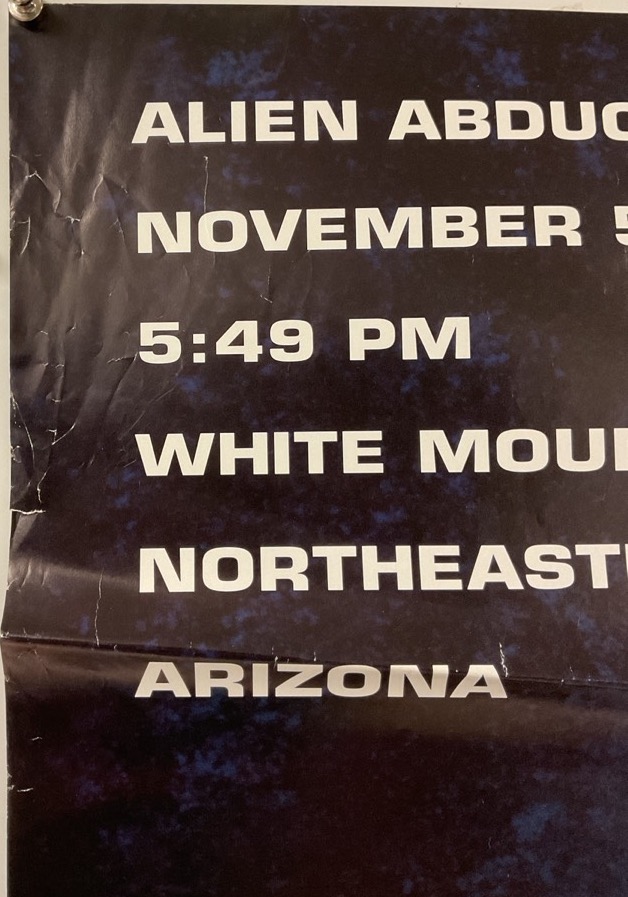 ALIEN ABDUC
NOVEMBER 5
5:49 PM
WHITE MOU
NORTHEAST
ARIZONA